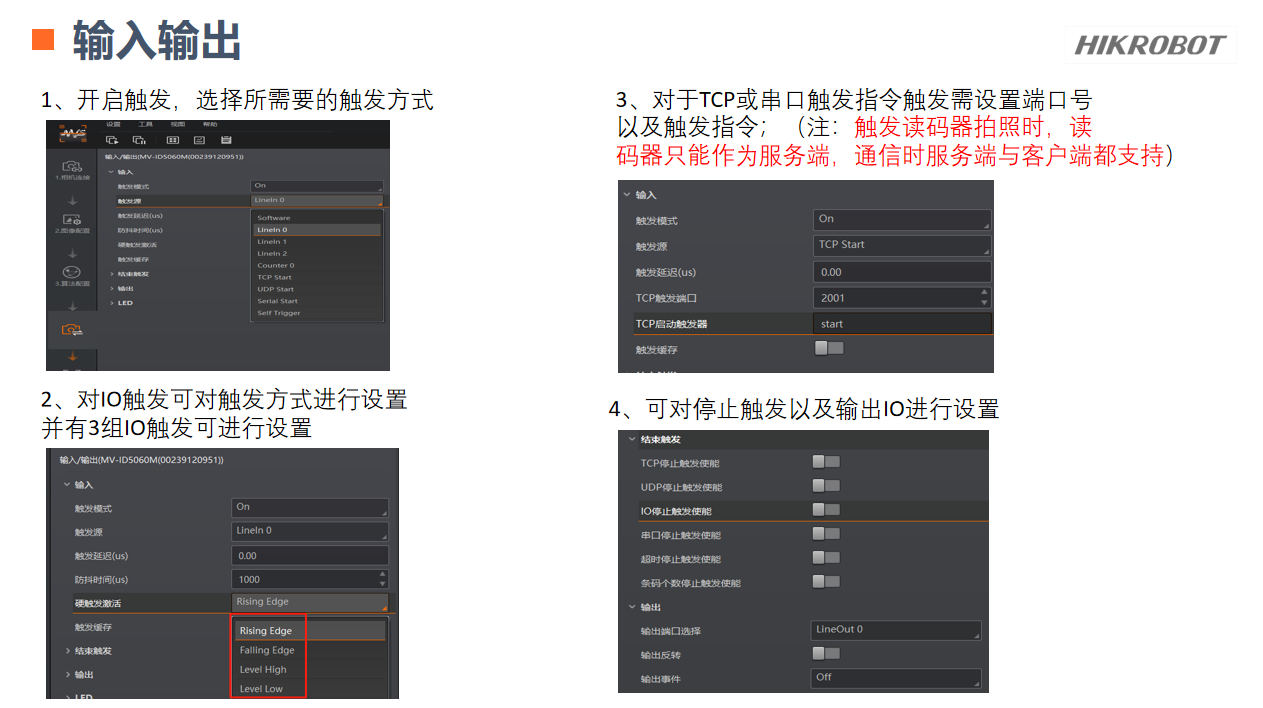 输入输出
HIKROBOT
1、开启触发，选择所需要的触发方式
设置 工具 视图 帮助
输入/输出(MV-ID5060M(00239120951))
1.相机连接
输入
触发模式 On
触发源 LineIn 0
触发延迟(us)
Software
2.图像配置
防抖时间(us)
LineIn 0
硬触发激活
LineIn 1
触发缓存
LineIn 2
Counter 0
结束触发
TCP Start
3.算法配置
输出
UDP Start
LED
Serial Start
Self Trigger
2、对IO触发可对触发方式进行设置
并有3组IO触发可进行设置
输入/输出(MV-ID5060M(00239120951))
输入
触发模式 On
触发源 LineIn 0
触发延迟(us) 0.00
防抖时间(us) 1000
硬触发激活 Rising Edge
触发缓存 Rising Edge
结束触发 Falling Edge
Level High
输出 Level Low
LED
3、对于TCP或串口触发指令触发需设置端口号
以及触发指令；（注：触发读码器拍照时，读
码器只能作为服务端，通信时服务端与客户端都支持）
输入
触发模式 On
触发源 TCP Start
触发延迟(us) 0.00
TCP触发端口 2001
TCP启动触发器 start
触发缓存
4、可对停止触发以及输出IO进行设置
结束触发
TCP停止触发使能
UDP停止触发使能
IO停止触发使能
串口停止触发使能
超时停止触发使能
条码个数停止触发使能
输出
输出端口选择 LineOut 0
输出反转
输出事件 Off